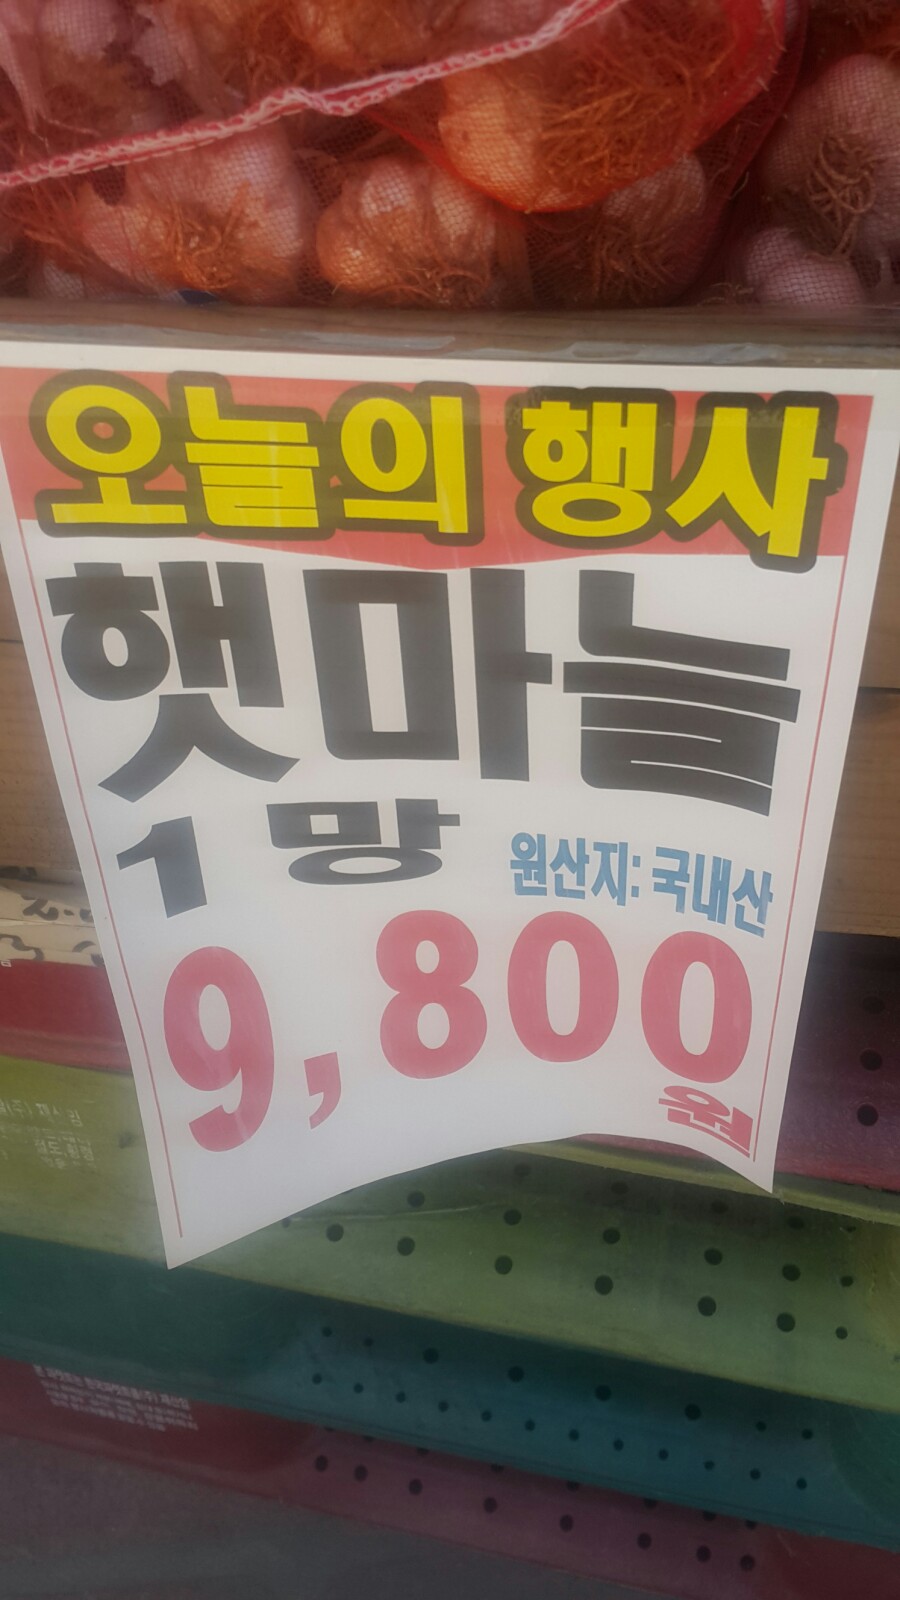 오늘의 행사
햇마늘
1 망
원산지: 국내산
9,800
원